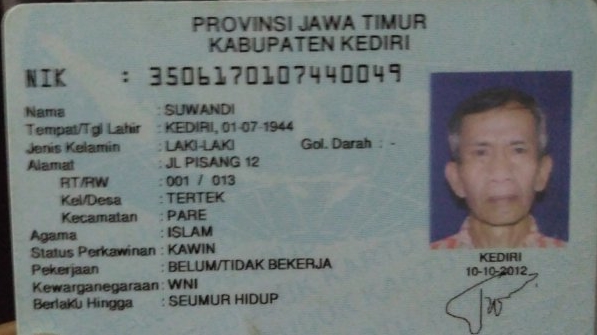 PROVINSI JAWA TIMUR
KABUPATEN KEDIRI
NIK : 3506170107440049
Nama : SUWANDI
Tempat/Tgl Lahir : KEDIRI, 01-07-1944
Jenis Kelamin : LAKI-LAKI Gol. Darah : -
Alamat : JL PISANG 12
RT/RW : 001 / 013
Kel/Desa : TERTEK
Kecamatan : PARE
Agama : ISLAM
Status Perkawinan : KAWIN
Pekerjaan : BELUM/TIDAK BEKERJA
Kewarganegaraan : WNI
Berlaku Hingga : SEUMUR HIDUP
KEDIRI
10-10-2012